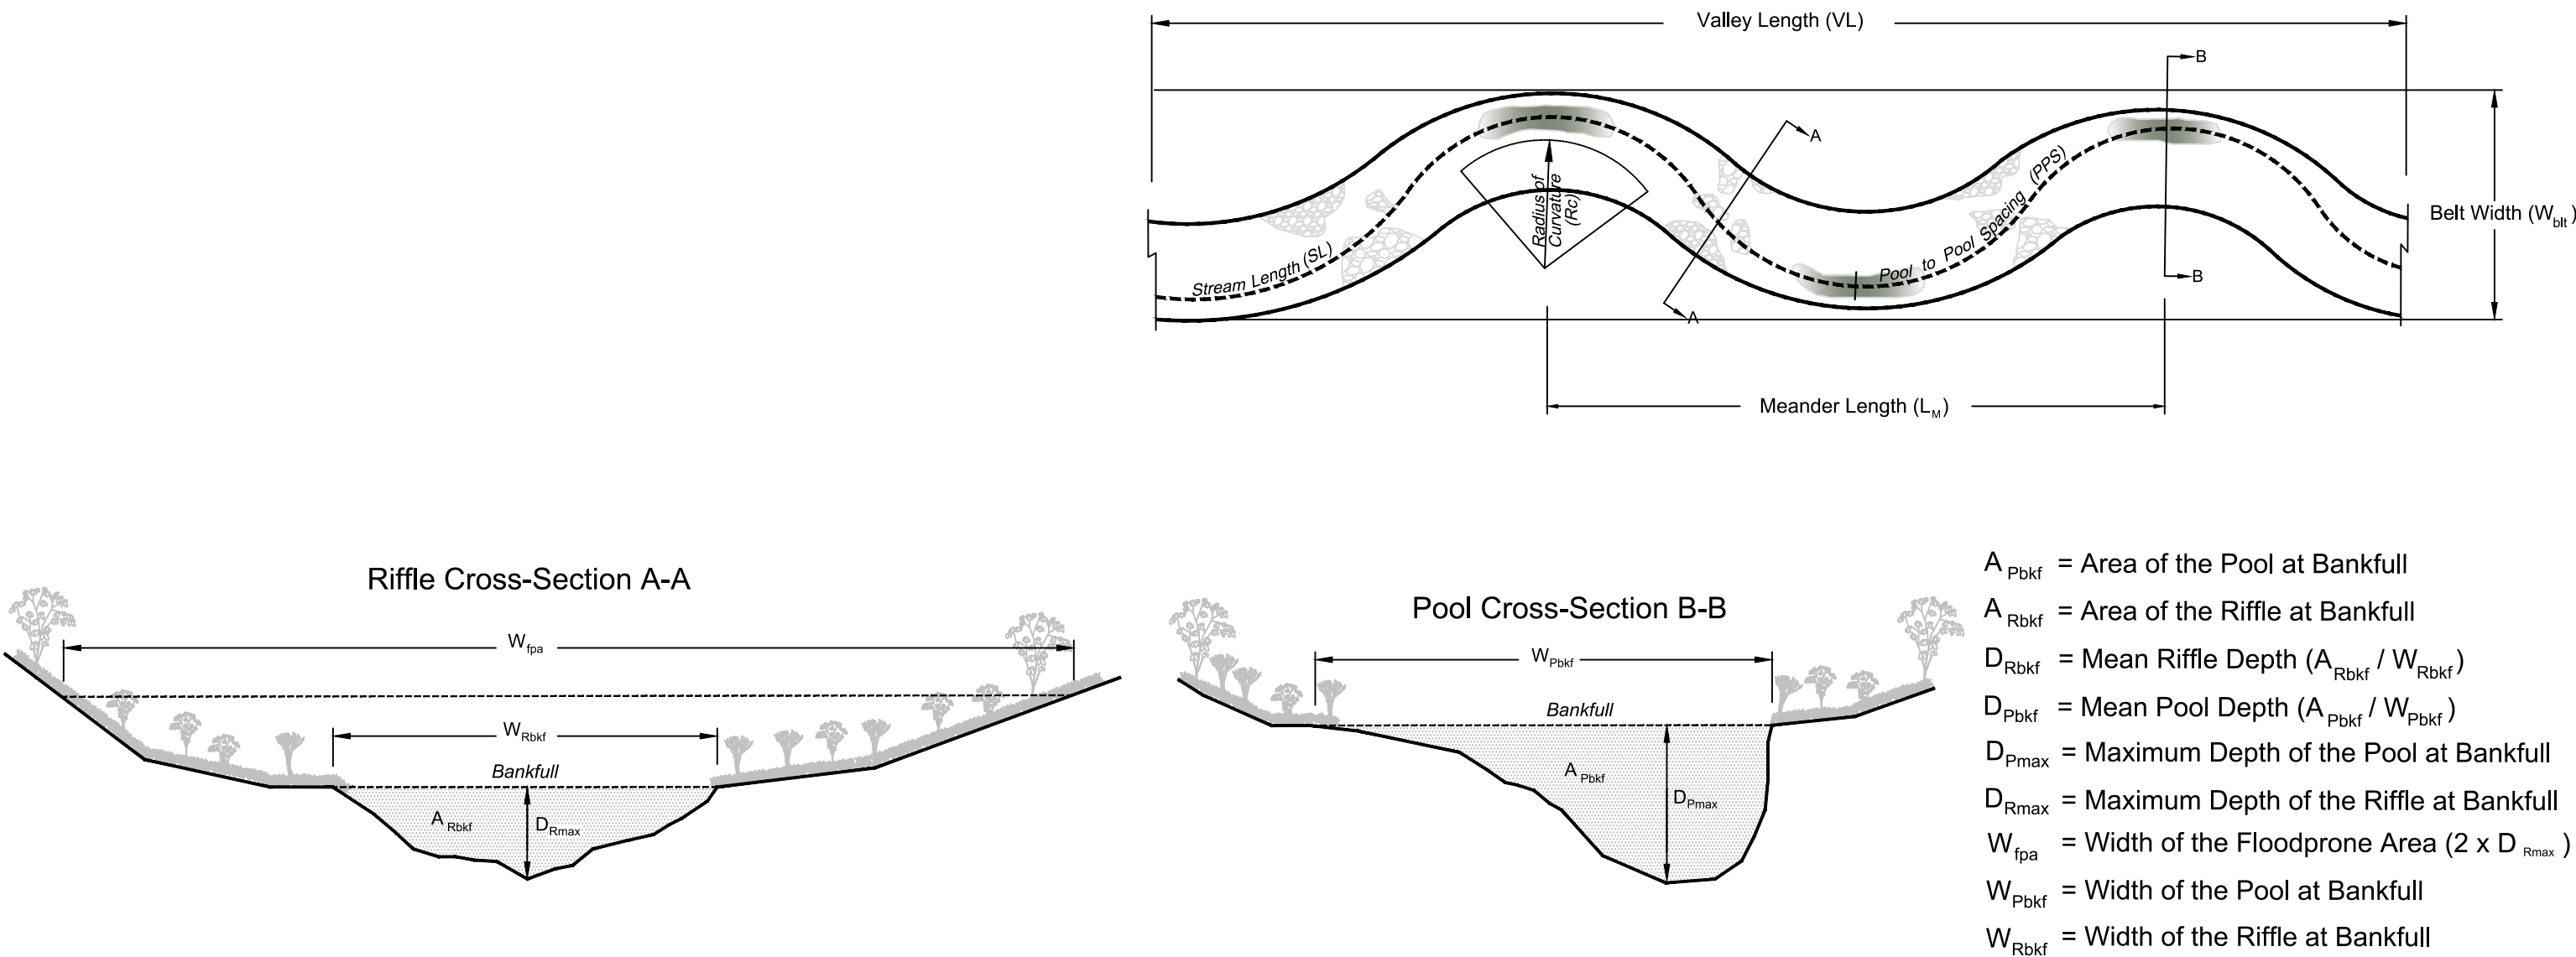 Valley Length (VL)
B
A
Radius of
Curvature
(Rc)
Pool to Pool Spacing (PPS)
Belt Width (Wblt)
Stream Length (SL)
B
A
Meander Length (LM)
Riffle Cross-Section A-A
Wfpa
WRbkf
Bankfull
A Rbkf
DRmax
Pool Cross-Section B-B
WPbkf
Bankfull
A Pbkf
DPmax
A Pbkf = Area of the Pool at Bankfull
A Rbkf = Area of the Riffle at Bankfull
DRbkf = Mean Riffle Depth (ARbkf / WRbkf)
DPbkf = Mean Pool Depth (A Pbkf / WPbkf)
DPmax = Maximum Depth of the Pool at Bankfull
DRmax = Maximum Depth of the Riffle at Bankfull
Wfpa = Width of the Floodprone Area (2 x D Rmax)
WPbkf = Width of the Pool at Bankfull
WRbkf = Width of the Riffle at Bankfull